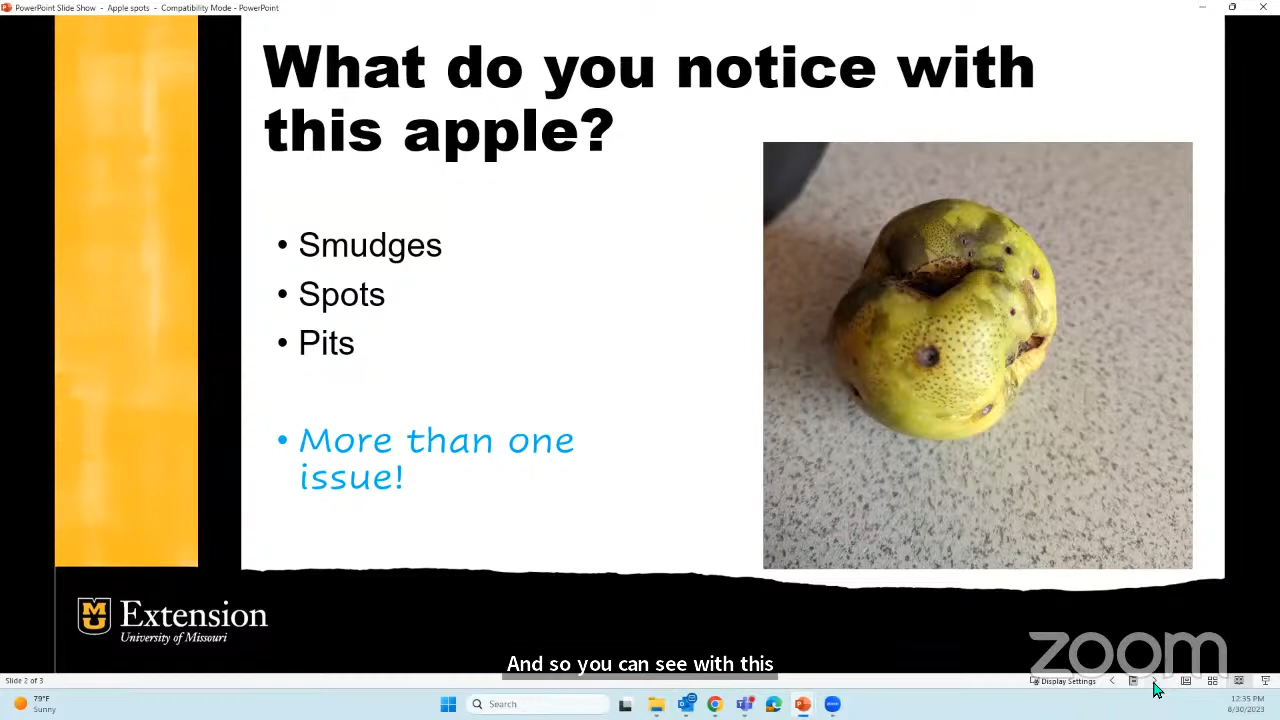 PowerPoint Slide Show - Apple spots - Compatibility Mode - PowerPoint
What do you notice with
this apple?
• Smudges
• Spots
• Pits
• More than one
issue!
MU Extension
University of Missouri
And so you can see with this
zoom
Slide 2 of 3
Display Settings
79°F
Sunny
Search
12:35 PM
8/30/2023